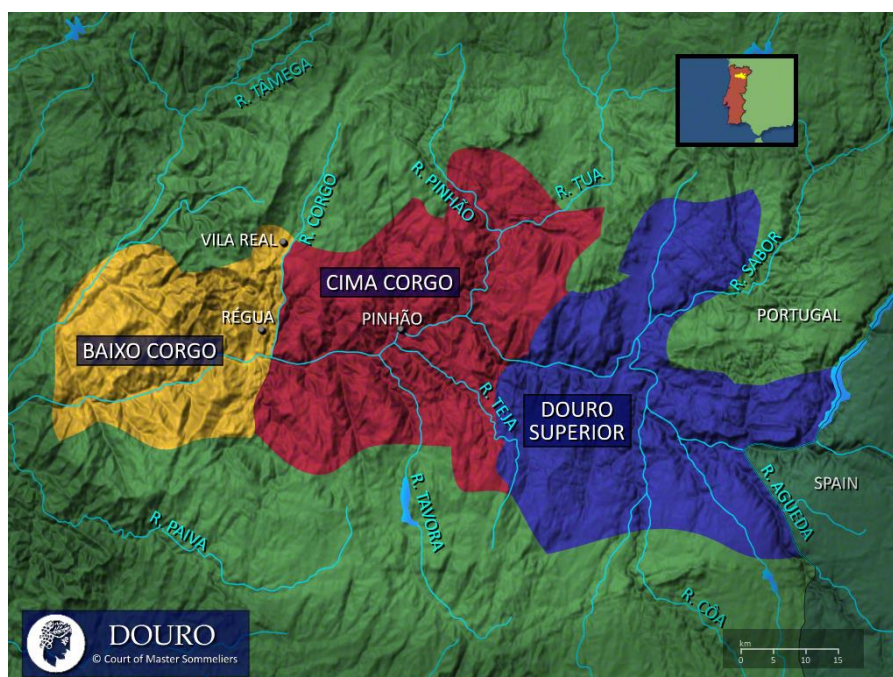 R. TÂMEGA
R. CORGO
R. PINHÃO
R. TUA
VILA REAL
R. SABOR
CIMA CORGO
RÉGUA
PINHÃO
PORTUGAL
BAIXO CORGO
R. TEJA
DOURO
SUPERIOR
R. AGUEDA
SPAIN
R. TAVORA
R. PAIVA
R. CÔA
DOURO
© Court of Master Sommeliers
km
0 5 10 15